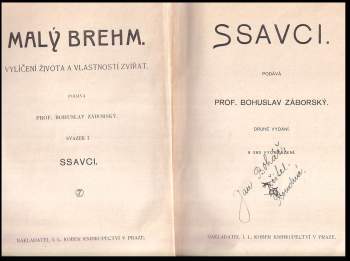 MALÝ BREHM.
VYLÍČENÍ ŽIVOTA A VLASTNOSTÍ ZVÍŘAT.
PODÁVÁ
PROF. BOHUSLAV ZÁBORSKÝ.
SVAZEK I
SSAVCI.
NAKLADATEL I. L. KOBER KNIHKUPECTVÍ V PRAZE.
SSAVCI.
PODÁVÁ
PROF. BOHUSLAV ZÁBORSKÝ.
DRUHÉ VYDÁNÍ.
Jan
NAKLADATEL I. L. KOBER KNIHKUPECTVÍ V PRAZE.